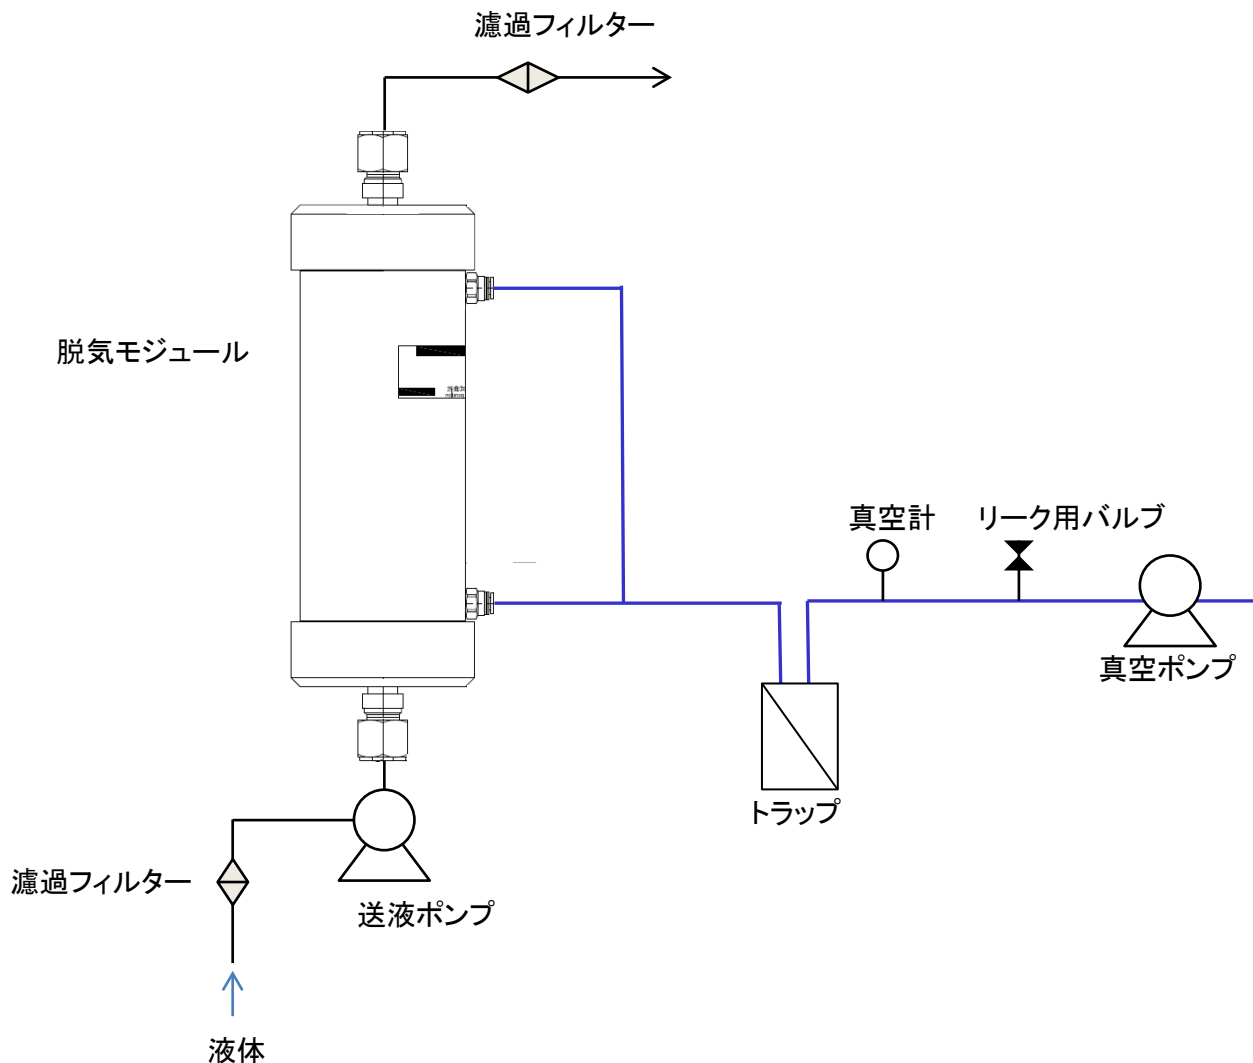 濾過フィルター
脱気モジュール
真空計
リーク用バルブ
真空ポンプ
トラップ
濾過フィルター
送液ポンプ
液体